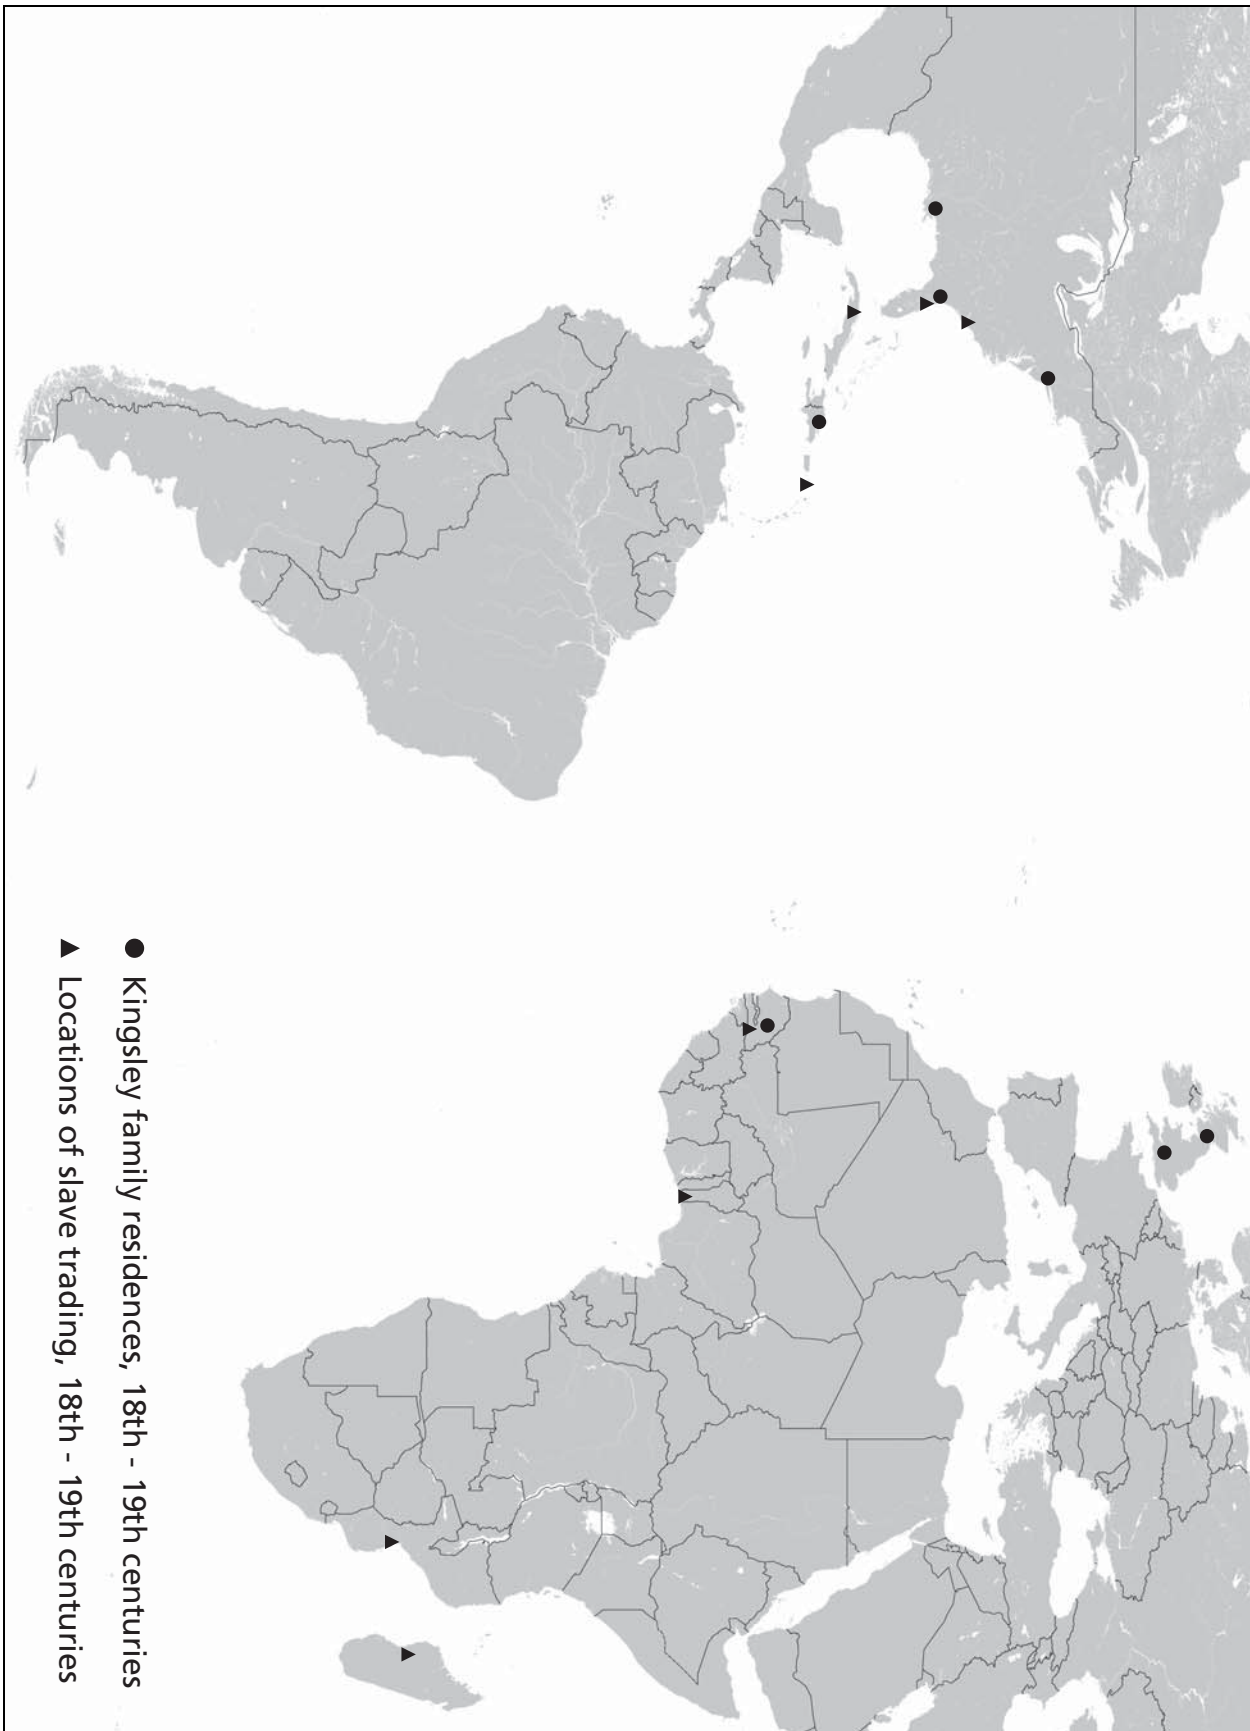 Kingsley family residences, 18th - 19th centuries
Locations of slave trading, 18th - 19th centuries